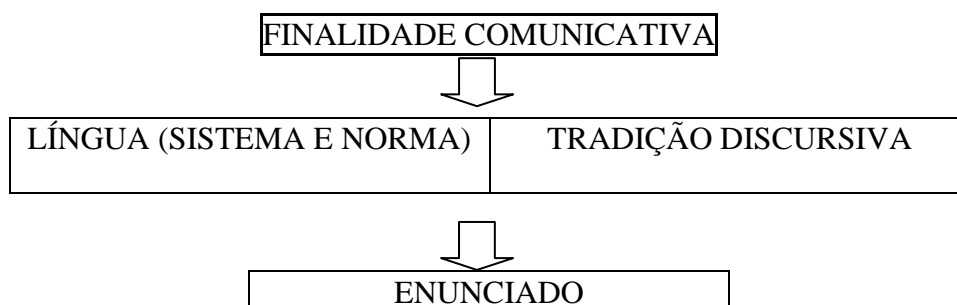 FINALIDADE COMUNICATIVA
LÍNGUA (SISTEMA E NORMA)
TRADIÇÃO DISCURSIVA
ENUNCIADO